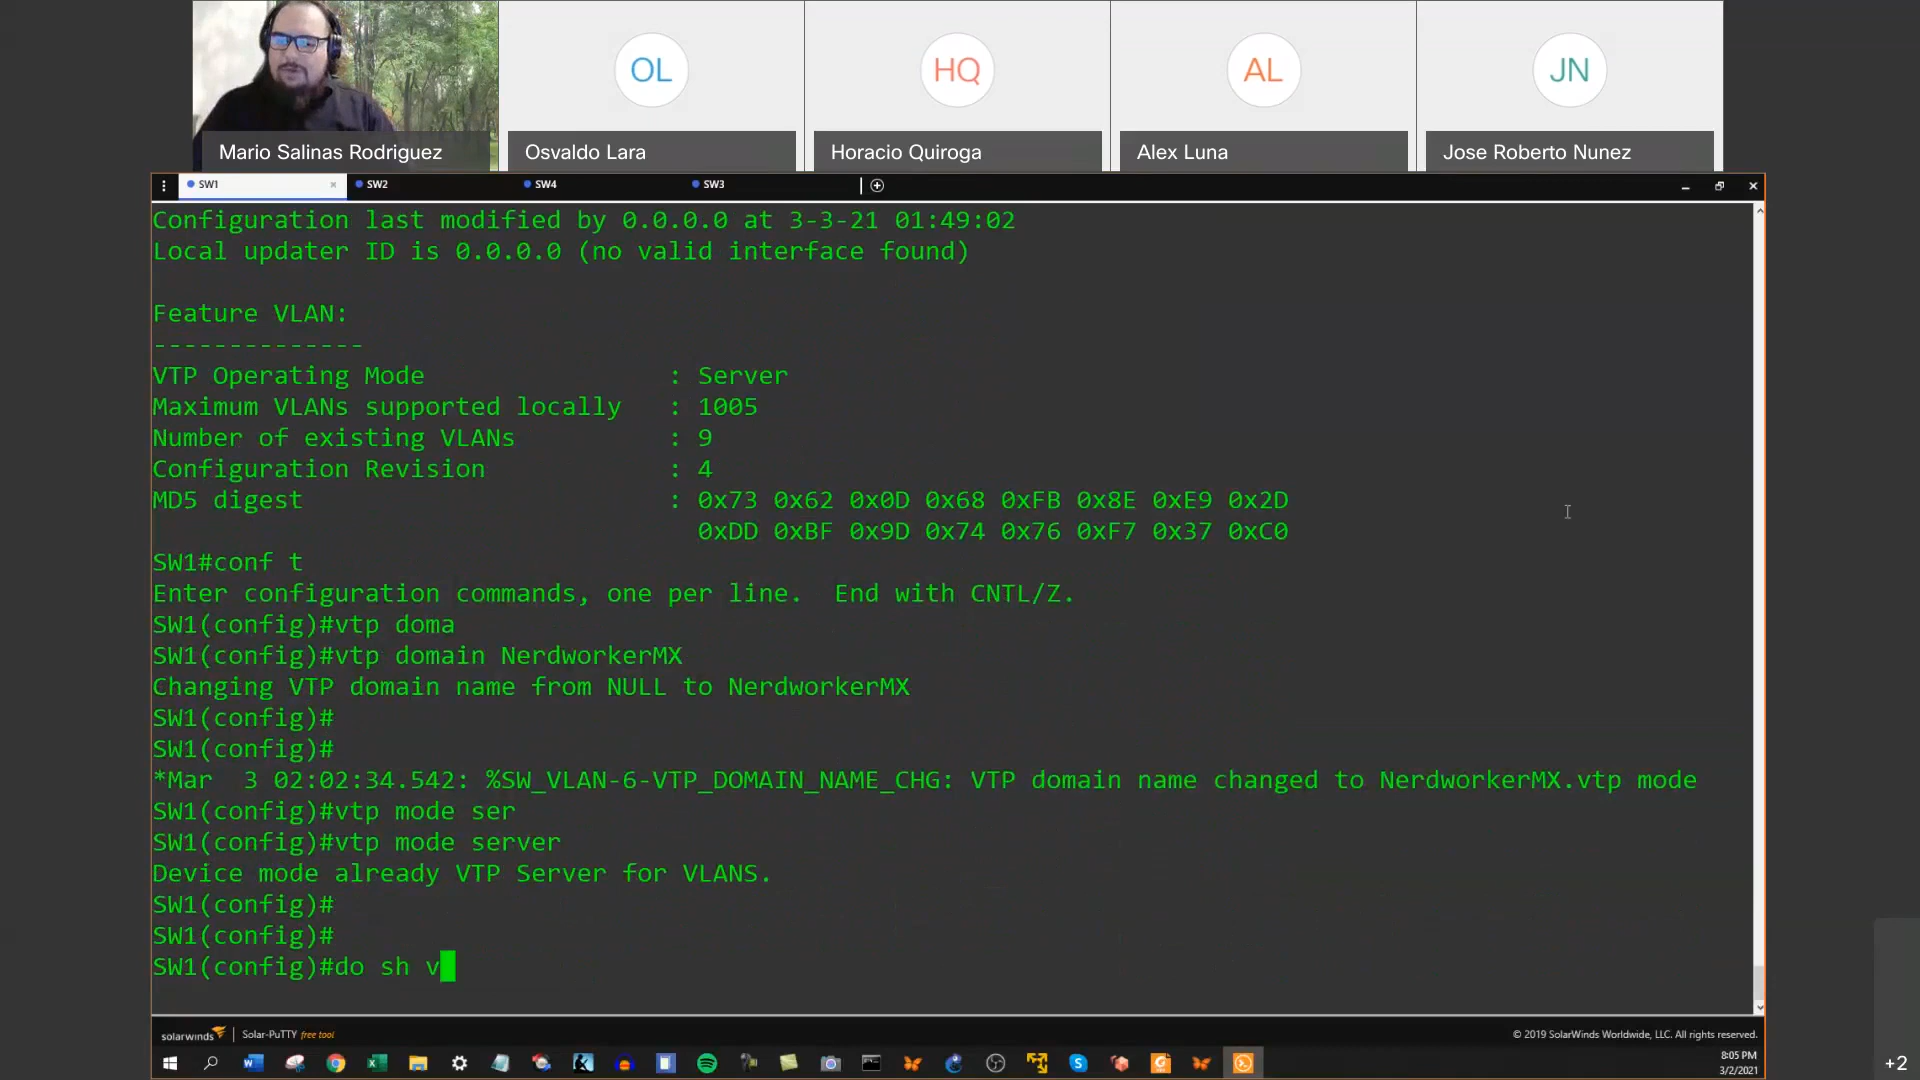 OL
HQ
AL
JN
Mario Salinas Rodriguez
Osvaldo Lara
Horacio Quiroga
Alex Luna
Jose Roberto Nunez
SW1
SW2
SW4
SW3
Configuration last modified by 0.0.0.0 at 3-3-21 01:49:02
Local updater ID is 0.0.0.0 (no valid interface found)
Feature VLAN:
--------------
VTP Operating Mode : Server
Maximum VLANs supported locally : 1005
Number of existing VLANs : 9
Configuration Revision : 4
MD5 digest : 0x73 0x62 0x0D 0x68 0xFB 0x8E 0xE9 0x2D
0xDD 0xBF 0x9D 0x74 0x76 0xF7 0x37 0xC0
SW1#conf t
Enter configuration commands, one per line.  End with CNTL/Z.
SW1(config)#vtp doma
SW1(config)#vtp domain NerdworkerMX
Changing VTP domain name from NULL to NerdworkerMX
SW1(config)#
SW1(config)#
*Mar  3 02:02:34.542: %SW_VLAN-6-VTP_DOMAIN_NAME_CHG: VTP domain name changed to NerdworkerMX.vtp mode
SW1(config)#vtp mode ser
SW1(config)#vtp mode server
Device mode already VTP Server for VLANS.
SW1(config)#
SW1(config)#
SW1(config)#do sh v
solarwinds
Solar-PuTTY free tool
© 2019 SolarWinds Worldwide, LLC. All rights reserved.
8:05 PM
3/2/2021
+2